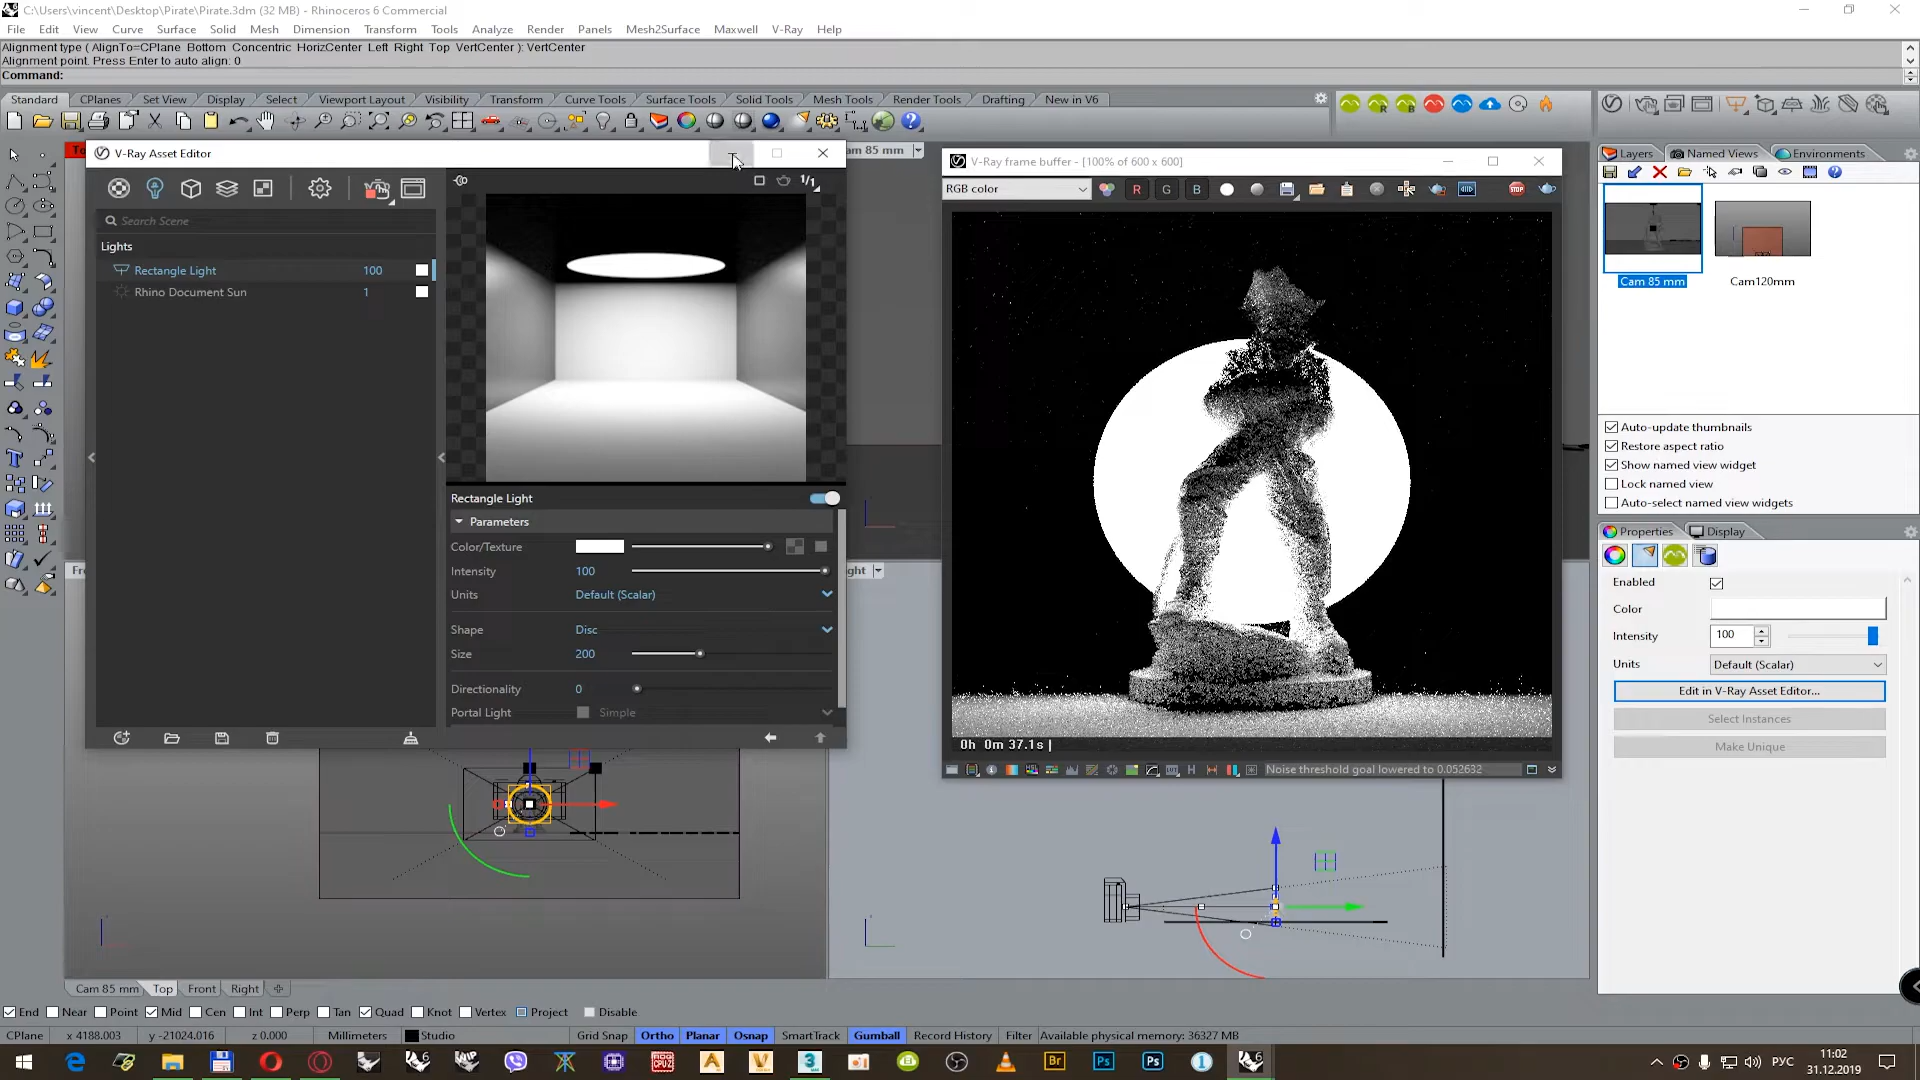 C:\Users\vincent\Desktop\Pirate\Pirate.3dm (32 MB) - Rhinoceros 6 Commercial
File Edit View Curve Surface Solid Mesh Dimension Transform Tools Analyze Render Panels Mesh2Surface Maxwell V-Ray Help
Alignment type ( AlignTo=CPlane Bottom Concentric HorizCenter Left Right Top VertCenter ): VertCenter
Alignment point. Press Enter to auto align: 0
Command:
Standard CPlanes Set View Display Select Viewport Layout Visibility Transform Curve Tools Surface Tools Solid Tools Mesh Tools Render Tools Drafting New in V6
V-Ray Asset Editor
am 85 mm
V-Ray frame buffer - [100% of 600 x 600]
Layers Named Views Environments
RGB color
R G B
1/1
Search Scene
Lights
Rectangle Light 100
Rhino Document Sun 1
Cam 85 mm Cam120mm
Auto-update thumbnails
Restore aspect ratio
Show named view widget
Lock named view
Auto-select named view widgets
Properties Display
Rectangle Light
Parameters
Color/Texture
Intensity 100
Units Default (Scalar)
Shape Disc
Size 200
Directionality 0
Portal Light Simple
ght
Enabled
Color
Intensity 100
Units Default (Scalar)
Edit in V-Ray Asset Editor...
Select Instances
Make Unique
0h 0m 37.1s |
Noise threshold goal lowered to 0.052632
Cam 85 mm Top Front Right
End Near Point Mid Cen Int Perp Tan Quad Knot Vertex Project Disable
CPlane x 4188.003 y -21024.016 z 0.000 Millimeters Studio Grid Snap Ortho Planar Osnap SmartTrack Gumball Record History Filter Available physical memory: 36327 MB
РУС
11:02
31.12.2019